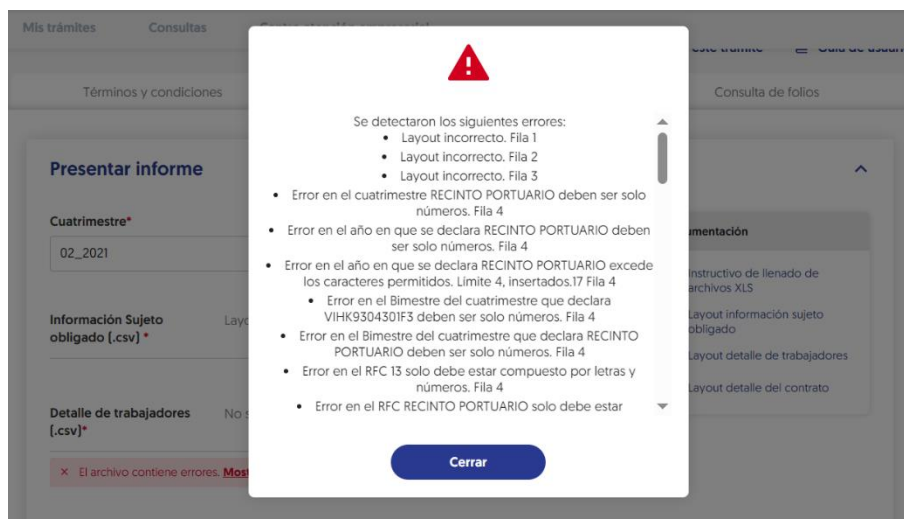 Mis trámites
Consultas
este trámite
Términos y condiciones
Consulta de folios
Presentar informe
Cuatrimestre*
02_2021
Información Sujeto
obligado (.csv) *
Detalle de trabajadores
(.csv)*
No s
× El archivo contiene errores.
Se detectaron los siguientes errores:
• Layout incorrecto. Fila 1
• Layout incorrecto. Fila 2
• Layout incorrecto. Fila 3
• Error en el cuatrimestre RECINTO PORTUARIO deben ser solo
números. Fila 4
• Error en el año en que se declara RECINTO PORTUARIO deben
ser solo números. Fila 4
• Error en el año en que se declara RECINTO PORTUARIO excede
los caracteres permitidos. Límite 4, insertados.17 Fila 4
• Error en el Bimestre del cuatrimestre que declara
VIHK9304301F3 deben ser solo números. Fila 4
• Error en el Bimestre del cuatrimestre que declara RECINTO
PORTUARIO deben ser solo números. Fila 4
• Error en el RFC 13 solo debe estar compuesto por letras y
números. Fila 4
• Error en el RFC RECINTO PORTUARIO solo debe estar
Cerrar
umentación
Instructivo de llenado de
archivos XLS
Layout información sujeto
obligado
Layout detalle de trabajadores
Layout detalle del contrato